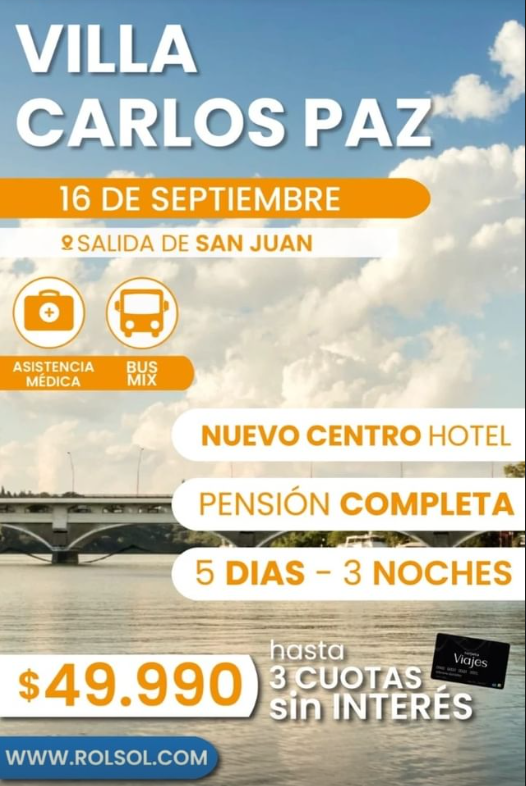 VILLA
CARLOS PAZ
16 DE SEPTIEMBRE
SALIDA DE SAN JUAN
ASISTENCIA
MÉDICA
BUS
MIX
NUEVO CENTRO HOTEL
PENSIÓN COMPLETA
5 DIAS - 3 NOCHES
$49.990
hasta
3 CUOTAS
sin INTERÉS
Viajes
WWW.ROLSOL.COM